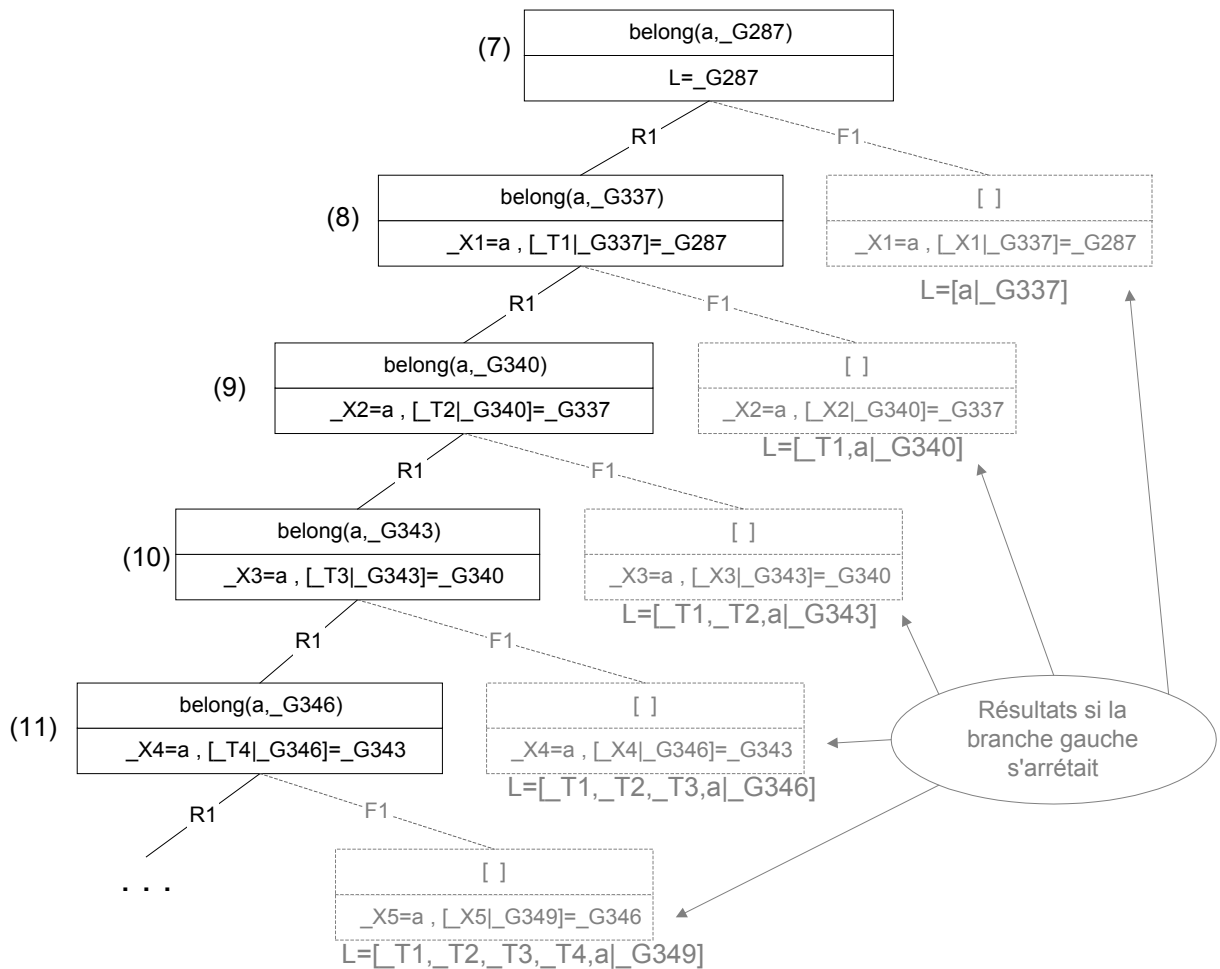 (7)
belong(a,_G287)
L=_G287
R1
F1
(8)
belong(a,_G337)
_X1=a , [_T1|_G337]=_G287
[ ]
_X1=a , [_X1|_G337]=_G287
L=[a|_G337]
R1
F1
(9)
belong(a,_G340)
_X2=a , [_T2|_G340]=_G337
[ ]
_X2=a , [_X2|_G340]=_G337
L=[_T1,a|_G340]
R1
F1
(10)
belong(a,_G343)
_X3=a , [_T3|_G343]=_G340
[ ]
_X3=a , [_X3|_G343]=_G340
L=[_T1,_T2,a|_G343]
R1
F1
(11)
belong(a,_G346)
_X4=a , [_T4|_G346]=_G343
[ ]
_X4=a , [_X4|_G346]=_G343
L=[_T1,_T2,_T3,a|_G346]
Résultats si la
branche gauche
s'arrétait
R1
F1
. . .
[ ]
_X5=a , [_X5|_G349]=_G346
L=[_T1,_T2,_T3,_T4,a|_G349]